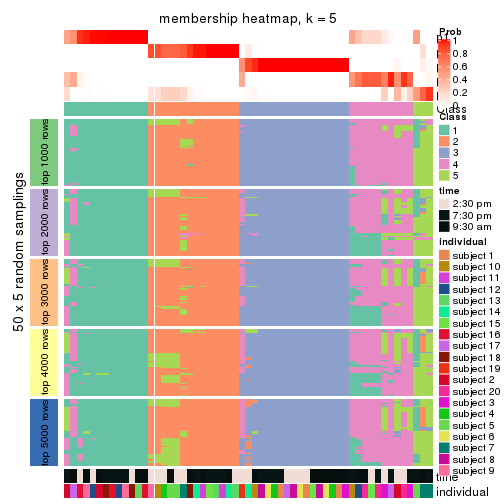 membership heatmap, k = 5
Prob
1
0.8
0.6
0.4
0.2
0
Class
Class
1
2
3
4
5
time
2:30 pm
7:30 pm
9:30 am
individual
subject 1
subject 10
subject 11
subject 12
subject 13
subject 14
subject 15
subject 16
subject 17
subject 18
subject 19
subject 2
subject 20
subject 3
subject 4
subject 5
subject 6
subject 7
subject 8
subject 9
50 x 5 random samplings
top 1000 rows
top 2000 rows
top 3000 rows
top 4000 rows
top 5000 rows
time
individual